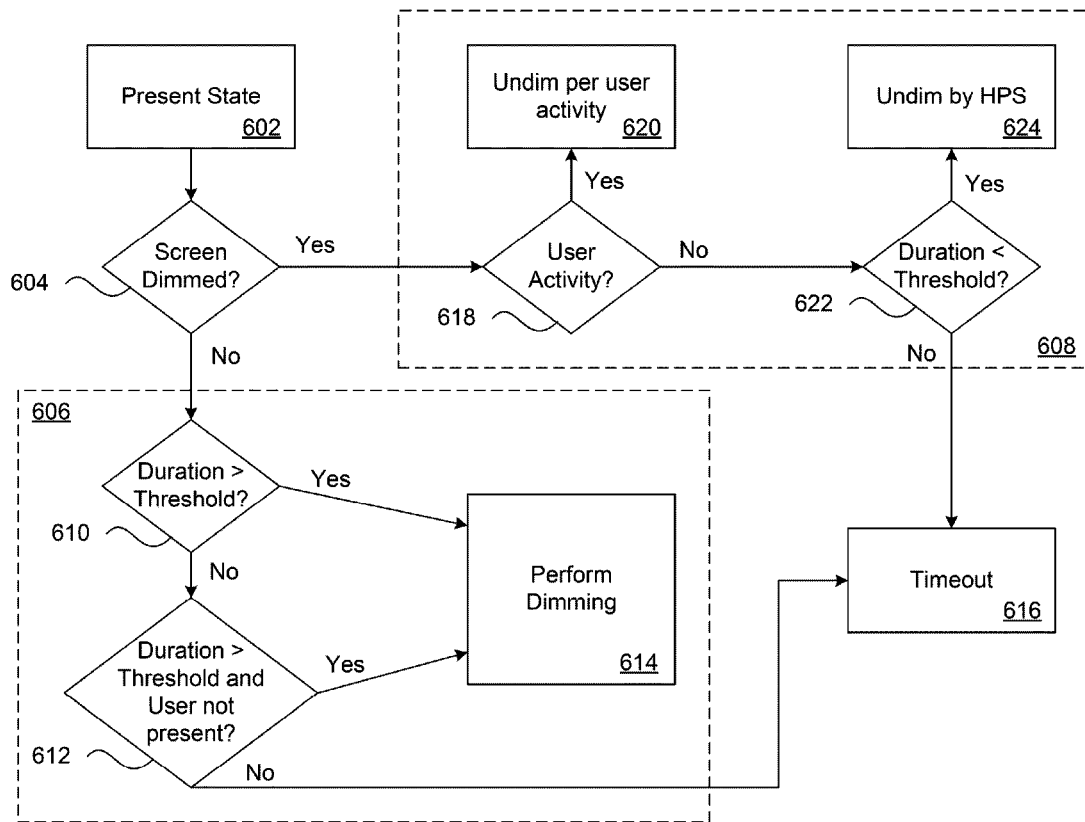 Present State
602
Undim per user
activity
620
Undim by HPS
624
Yes
Yes
Screen
Dimmed?
604
Yes
User
Activity?
618
No
Duration <
Threshold?
622
No
608
No
606
Duration >
Threshold?
610
Yes
No
Perform
Dimming
614
Timeout
616
Duration >
Threshold and
User not
present?
612
Yes
No